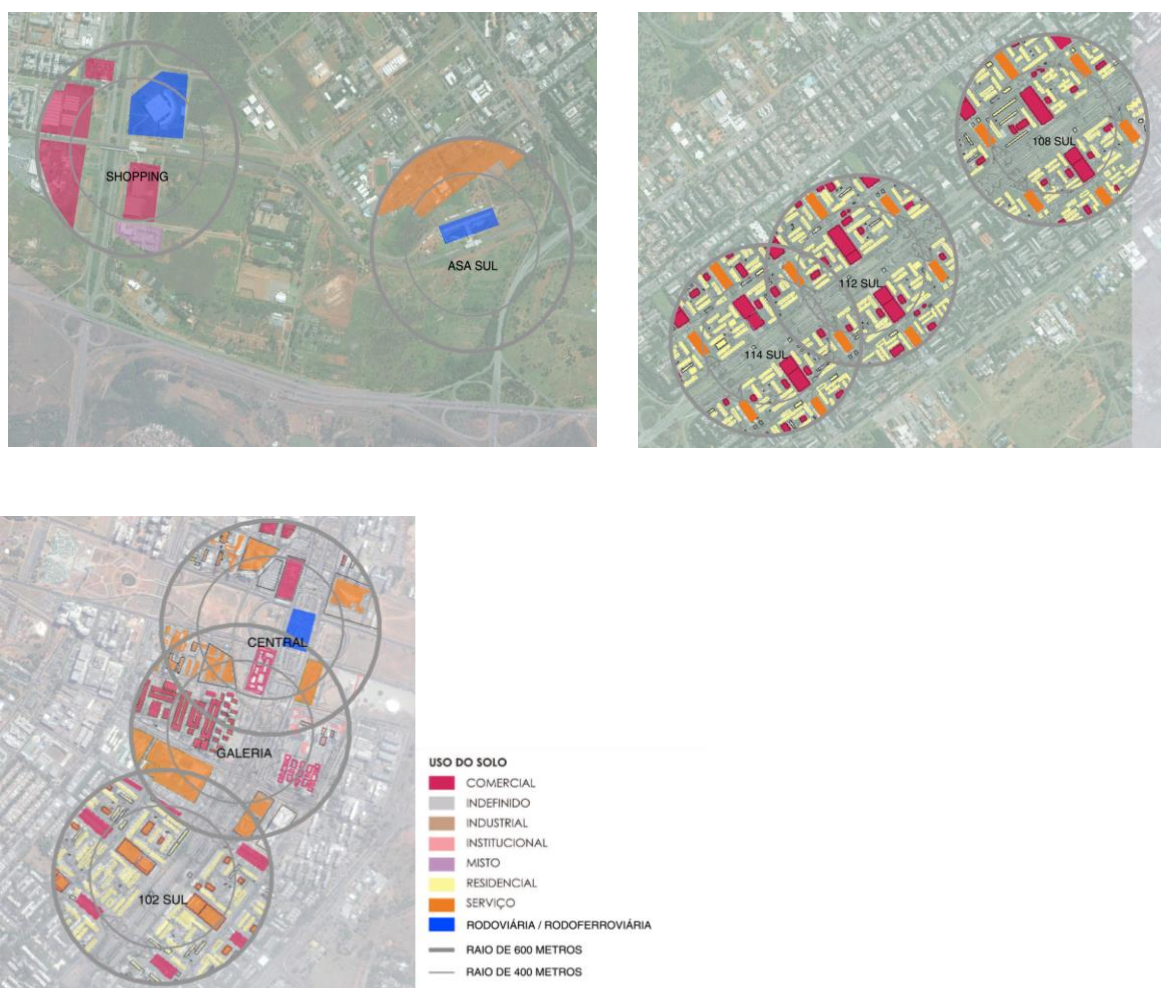 SHOPPING
ASA SUL
108 SUL
112 SUL
114 SUL
CENTRAL
GALERIA
102 SUL
USO DO SOLO
COMERCIAL
INDEFINIDO
INDUSTRIAL
INSTITUCIONAL
MISTO
RESIDENCIAL
SERVIÇO
RODOVIÁRIA / RODOFERROVIÁRIA
RAIO DE 600 METROS
RAIO DE 400 METROS